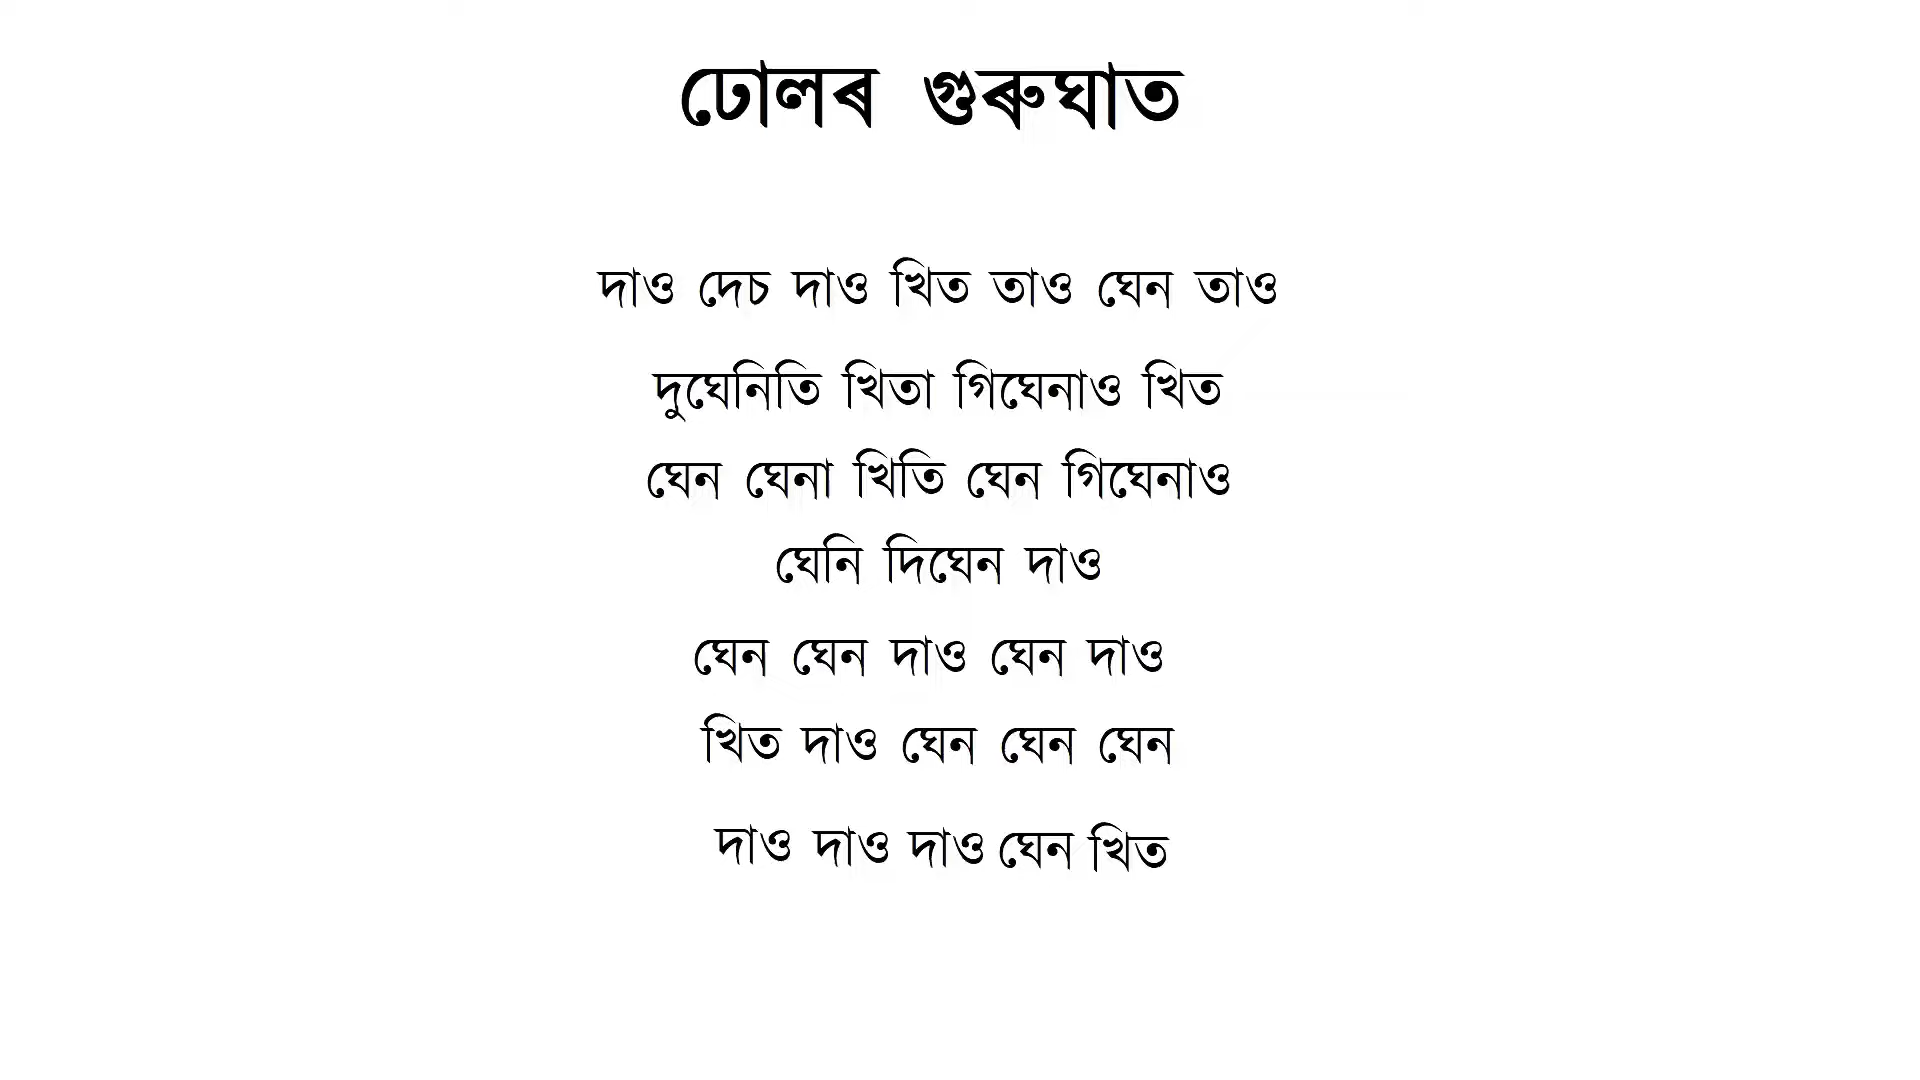 ঢোলৰ গুৰুঘাত
দাও দেচ দাও খিত তাও ঘেন তাও
দুঘেনিতি খিতা গিঘেনাও খিত
ঘেন ঘেনা খিতি ঘেন গিঘেনাও
ঘেনি দিঘেন দাও
ঘেন ঘেন দাও ঘেন দাও
খিত দাও ঘেন ঘেন ঘেন
দাও দাও দাও ঘেন খিত